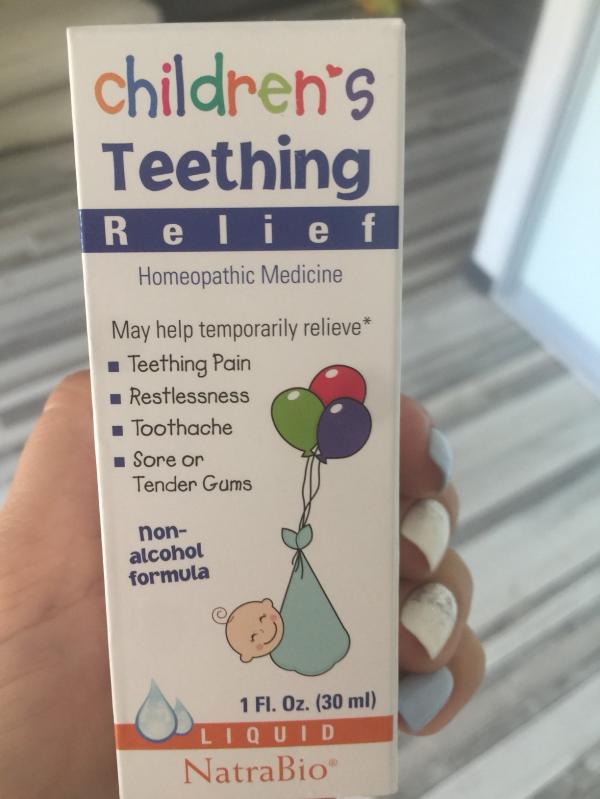 children's
Teething
Relief
Homeopathic Medicine
May help temporarily relieve*
Teething Pain
Restlessness
Toothache
Sore or
Tender Gums
Non-
alcohol
formula
1 Fl. Oz. (30 ml)
LIQUID
NatraBio®